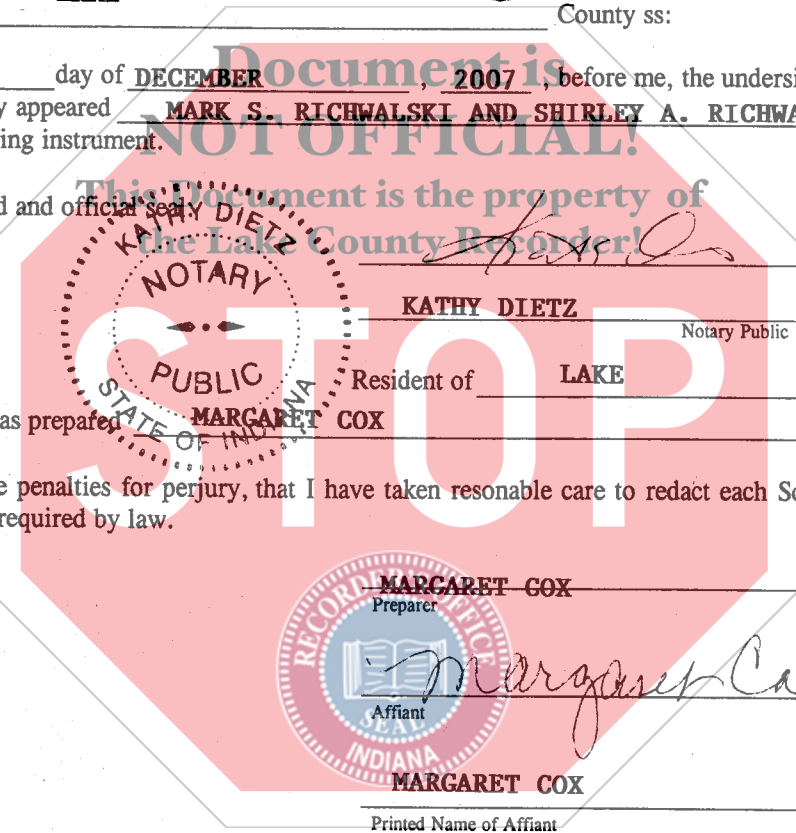 County ss:
day of DECEMBER , 2007 , before me, the undersi
y appeared MARK S. RICHWALSKI AND SHIRLEY A. RICHWA
ing instrument.
Document is
NOT OFFICIAL!
This Document is the property of
the Lake County Recorder!
d and official seal.
KATHY DIETZ
NOTARY
PUBLIC
STATE OF INDIANA
KATHY DIETZ
Notary Public
Resident of LAKE
as prepared MARGARET COX
STOP
e penalties for perjury, that I have taken resonable care to redact each So
required by law.
MARGARET COX
Preparer
RECORDER'S OFFICE
SEAL
INDIANA
Margaret Co
Affiant
MARGARET COX
Printed Name of Affiant